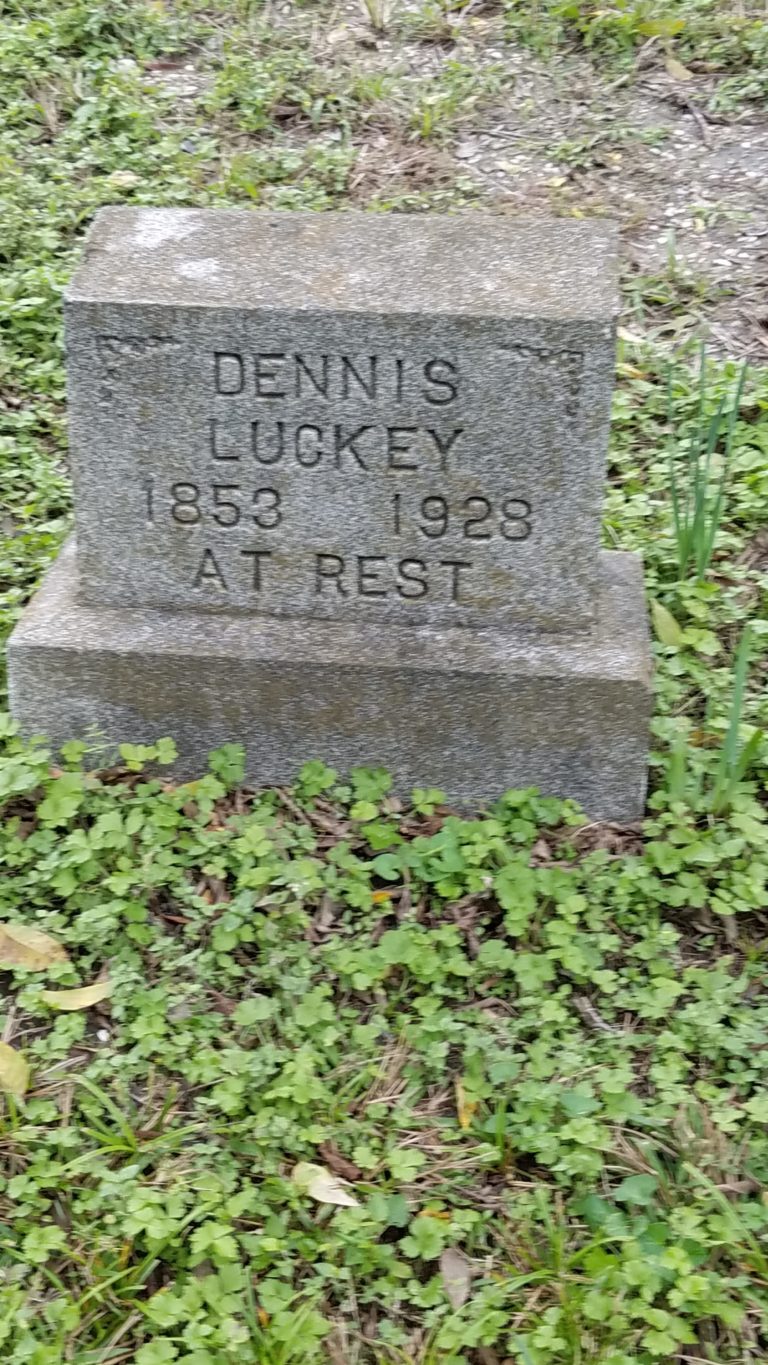 DENNIS
LUCKEY
1853 1928
AT REST